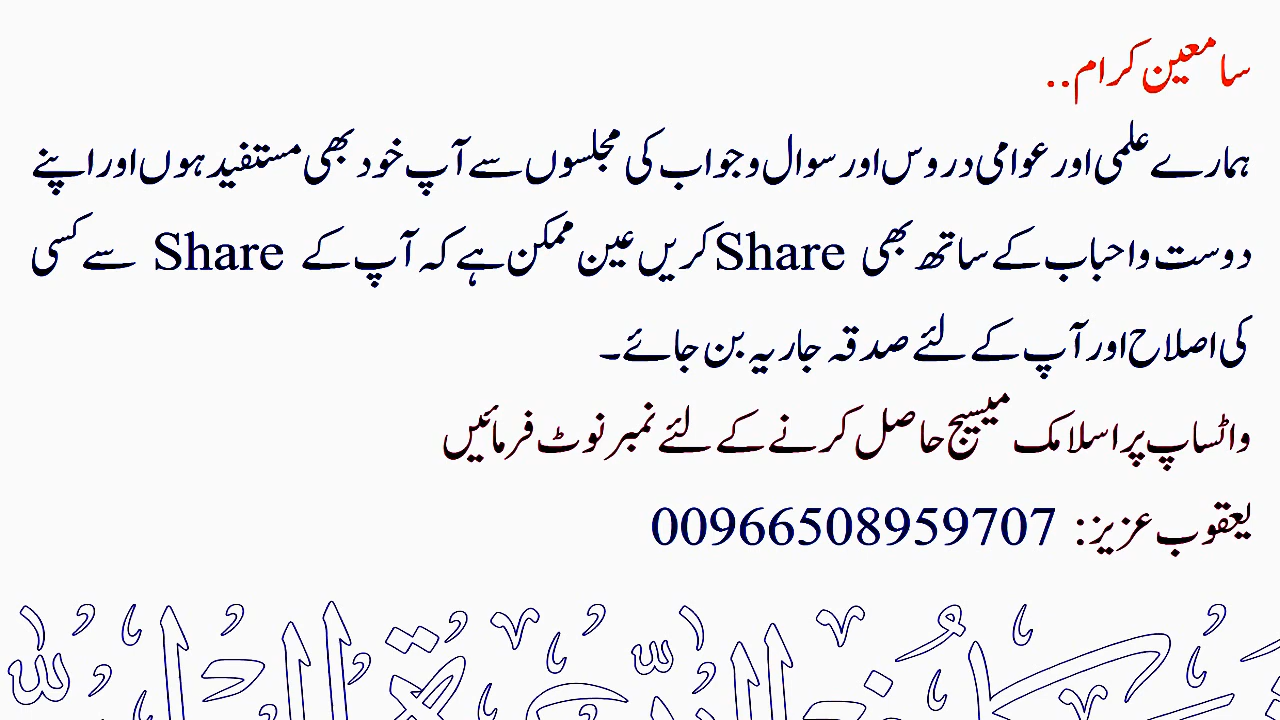 سامعین کرام..
ہمارے علمی اور عوامی دروس اور سوال و جواب کی مجلسوں سے آپ خود بھی مستفید ہوں اور اپنے
دوست و احباب کے ساتھ بھی Share کریں عین ممکن ہے کہ آپ کے Share سے کسی
کی اصلاح اور آپ کے لئے صدقہ جاریہ بن جائے۔
واٹساپ پر اسلامک میسیج حاصل کرنے کے لئے نمبر نوٹ فرمائیں
یعقوب عزیز: 00966508959707